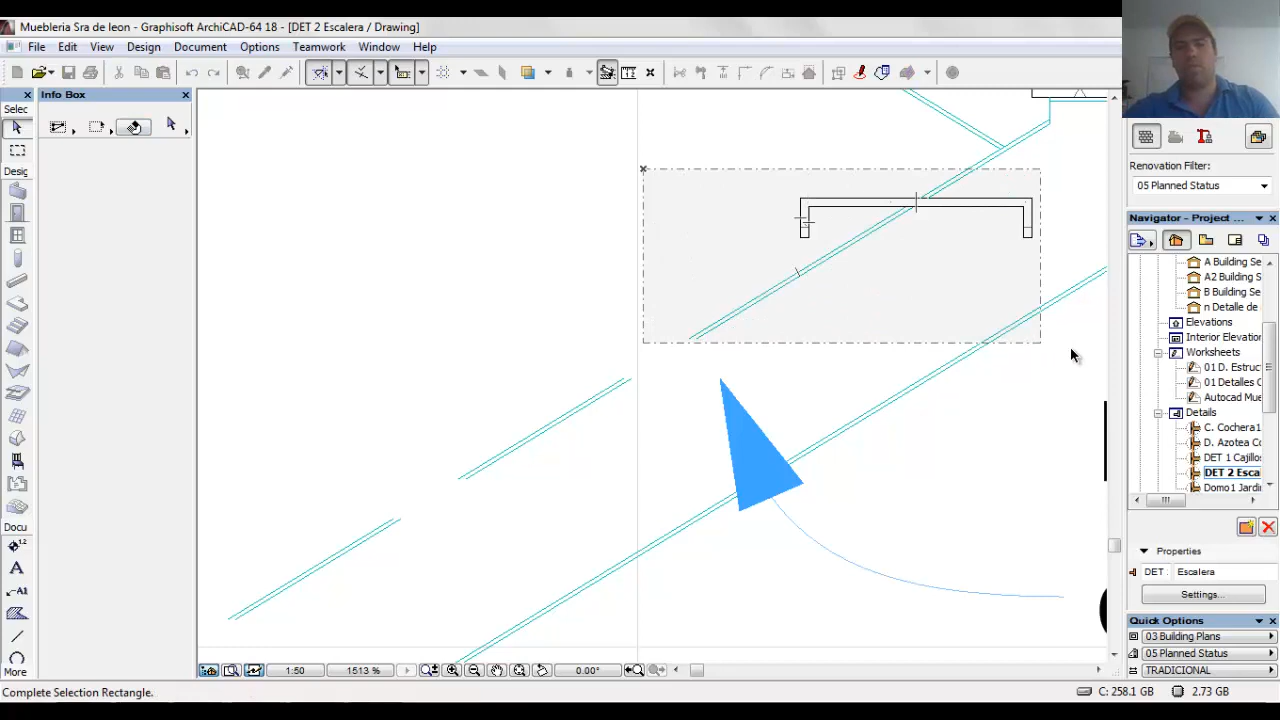 Muebleria Sra de leon - Graphisoft ArchiCAD-64 18 - [DET 2 Escalera / Drawing]
File Edit View Design Document Options Teamwork Window Help
Selec
Info Box
Desig
Docu
More
Renovation Filter:
05 Planned Status
Navigator - Project ...
A Building Se
A2 Building S
B Building Se
n Detalle de
Elevations
Interior Elevation
Worksheets
01 D. Estruc
01 Detalles C
Autocad Mue
Details
C. Cochera1
D. Azotea Co
DET 1 Cajillos
DET 2 Esca
Domo1 Jardi
Properties
DET Escalera
Settings...
Quick Options
03 Building Plans
05 Planned Status
TRADICIONAL
1:50
1513 %
0.00°
Complete Selection Rectangle.
C: 258.1 GB
2.73 GB